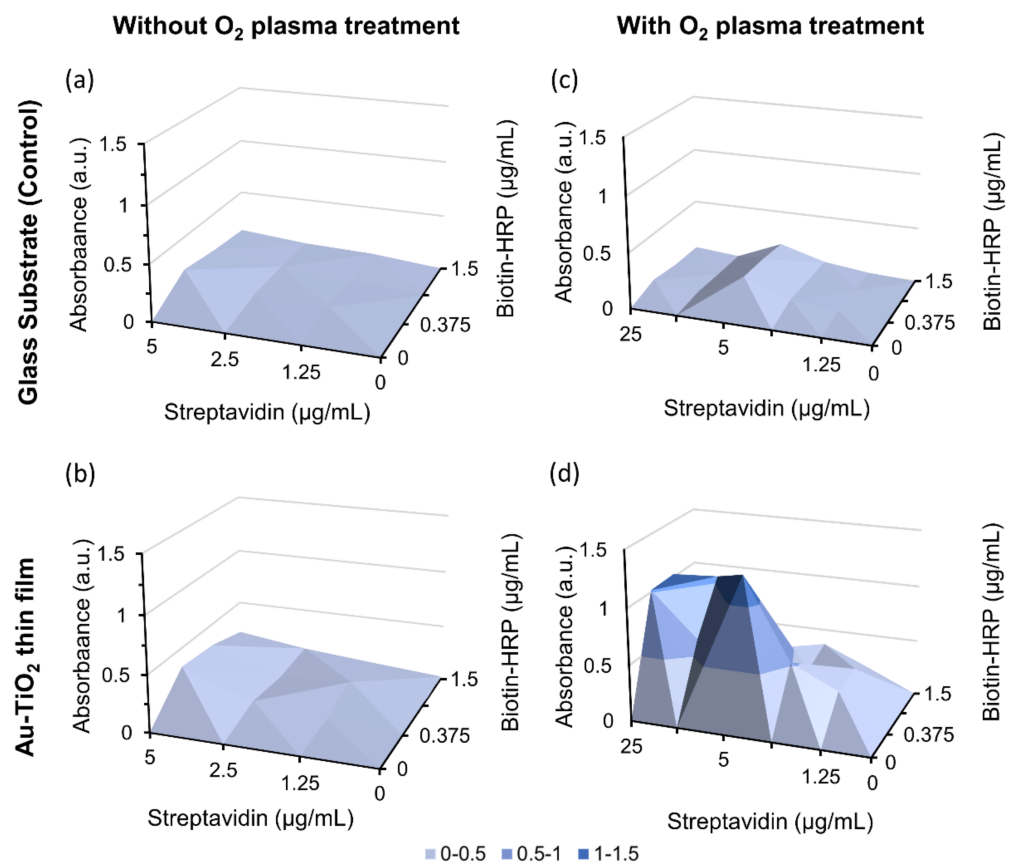 Without O₂ plasma treatment
With O₂ plasma treatment
Glass Substrate (Control)
(a)
Absorbaance (a.u.)
1.5
1
0.5
0
5
2.5
1.25
0
Streptavidin (µg/mL)
0
0.375
1.5
Biotin-HRP (µg/mL)
(c)
Absorbance (a.u.)
1.5
1
0.5
0
25
5
1.25
0
Streptavidin (µg/mL)
0
0.375
1.5
Biotin-HRP (µg/mL)
Au-TiO₂ thin film
(b)
Absorbance (a.u.)
1.5
1
0.5
0
5
2.5
1.25
0
Streptavidin (µg/mL)
0
0.375
1.5
Biotin-HRP (µg/mL)
(d)
Absorbance (a.u.)
1.5
1
0.5
0
25
5
1.25
0
Streptavidin (µg/mL)
0
0.375
1.5
Biotin-HRP (µg/mL)
0-0.5 0.5-1 1-1.5